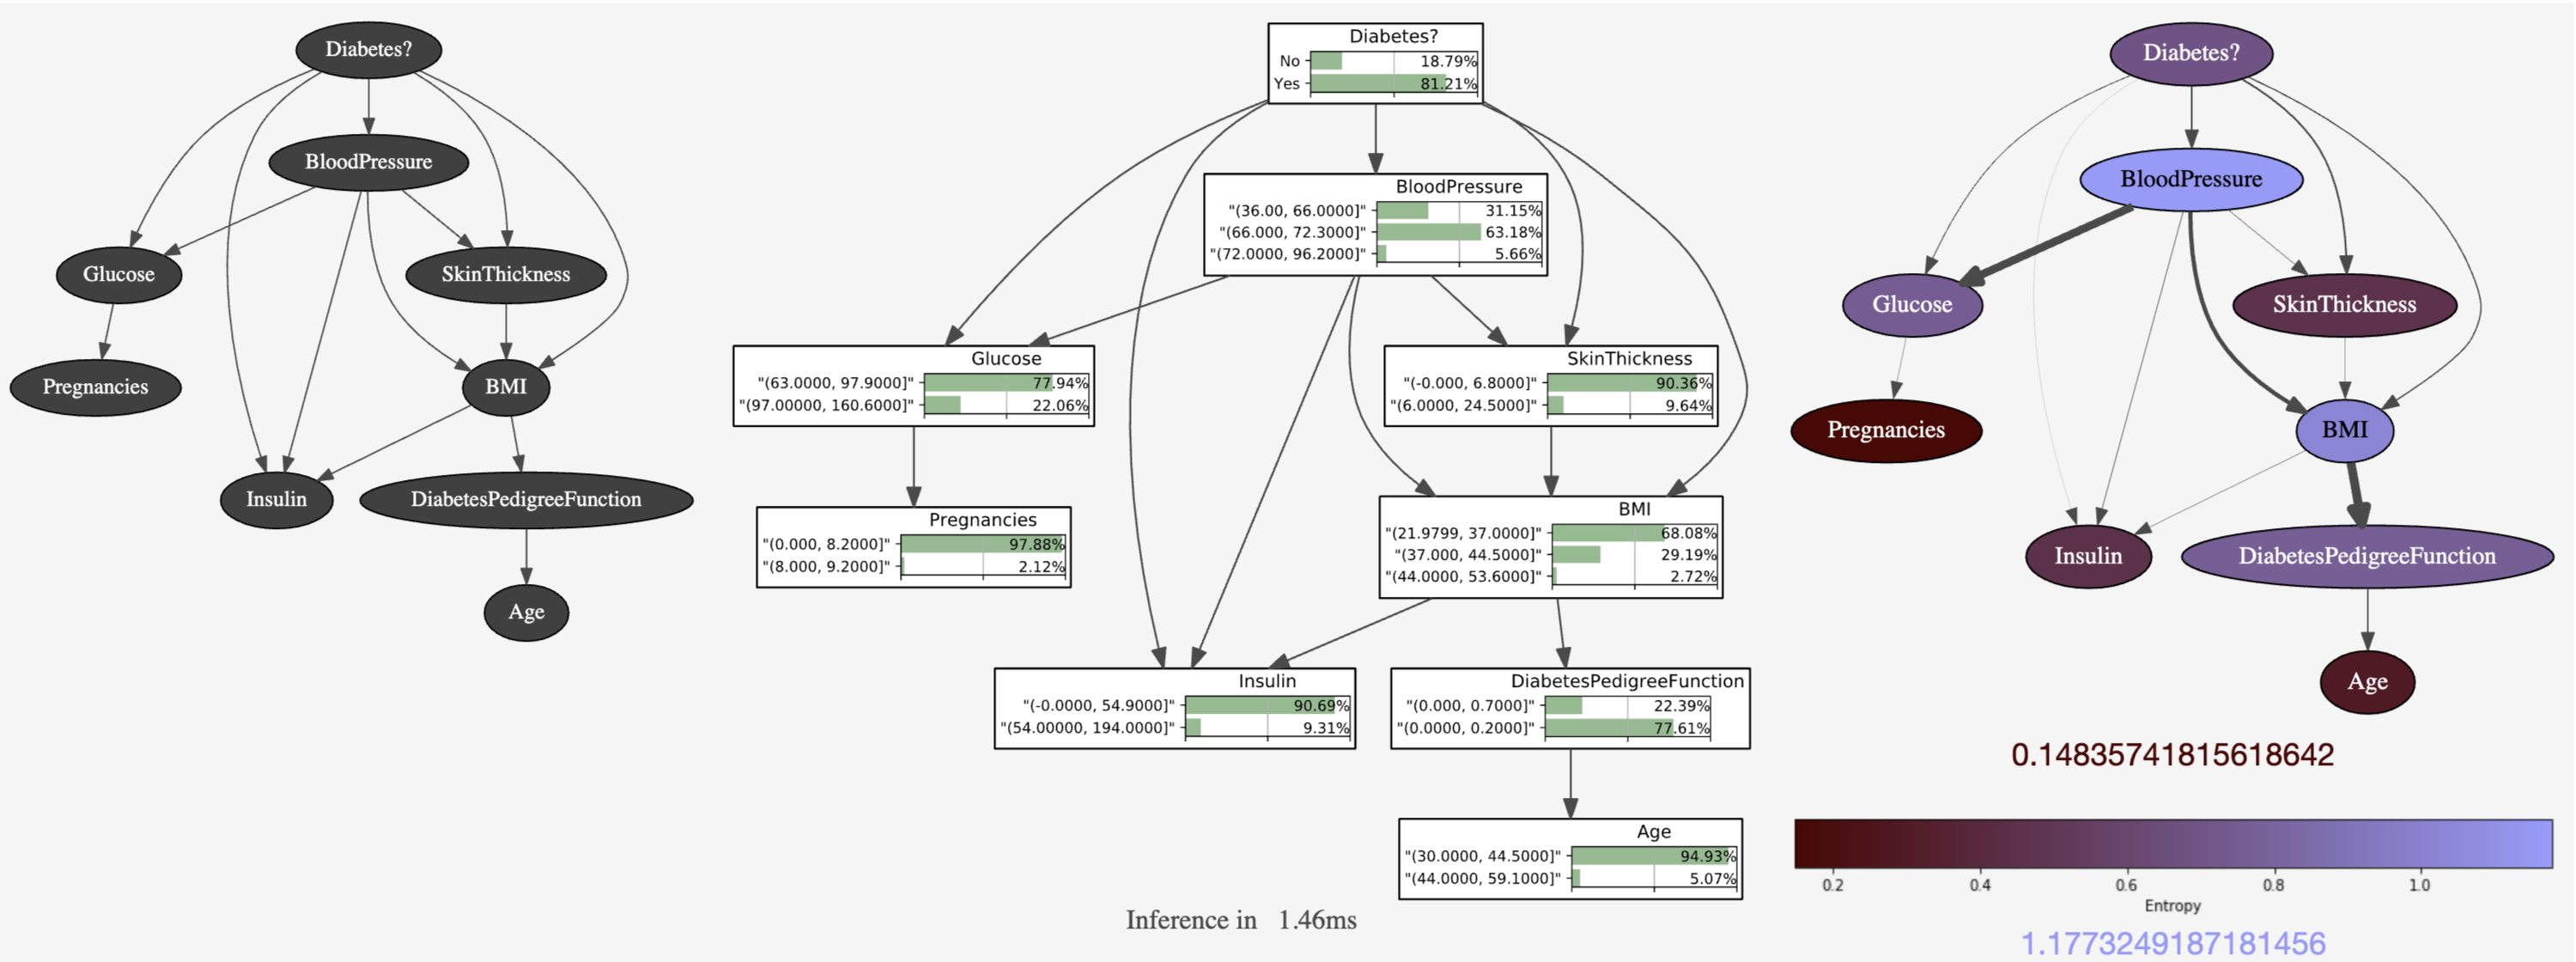 Diabetes?
BloodPressure
Glucose
SkinThickness
Pregnancies
BMI
Insulin
DiabetesPedigreeFunction
Age
Diabetes?
No 18.79%
Yes 81.21%
BloodPressure
"(36.00, 66.0000]" 31.15%
"(66.000, 72.3000]" 63.18%
"(72.0000, 96.2000]" 5.66%
Glucose
"(63.0000, 97.9000]" 77.94%
"(97.00000, 160.6000]" 22.06%
SkinThickness
"(-0.000, 6.8000]" 90.36%
"(6.0000, 24.5000]" 9.64%
Pregnancies
"(0.000, 8.2000]" 97.88%
"(8.000, 9.2000]" 2.12%
BMI
"(21.9799, 37.0000]" 68.08%
"(37.000, 44.5000]" 29.19%
"(44.0000, 53.6000]" 2.72%
Insulin
"(-0.0000, 54.9000]" 90.69%
"(54.00000, 194.0000]" 9.31%
DiabetesPedigreeFunction
"(0.000, 0.7000]" 22.39%
"(0.0000, 0.2000]" 77.61%
Age
"(30.0000, 44.5000]" 94.93%
"(44.0000, 59.1000]" 5.07%
Inference in 1.46ms
Diabetes?
BloodPressure
Glucose
SkinThickness
Pregnancies
BMI
Insulin
DiabetesPedigreeFunction
Age
0.14835741815618642
0.2 0.4 0.6 0.8 1.0
Entropy
1.1773249187181456